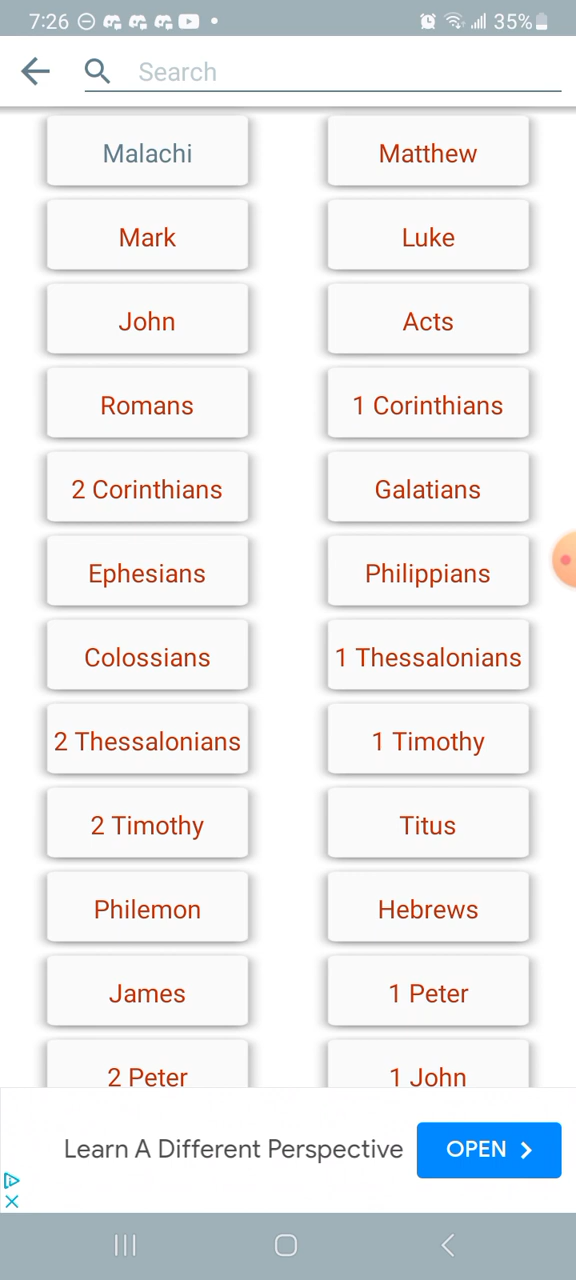 7:26 35%
Search
Malachi Matthew
Mark Luke
John Acts
Romans 1 Corinthians
2 Corinthians Galatians
Ephesians Philippians
Colossians 1 Thessalonians
2 Thessalonians 1 Timothy
2 Timothy Titus
Philemon Hebrews
James 1 Peter
2 Peter 1 John
Learn A Different Perspective OPEN